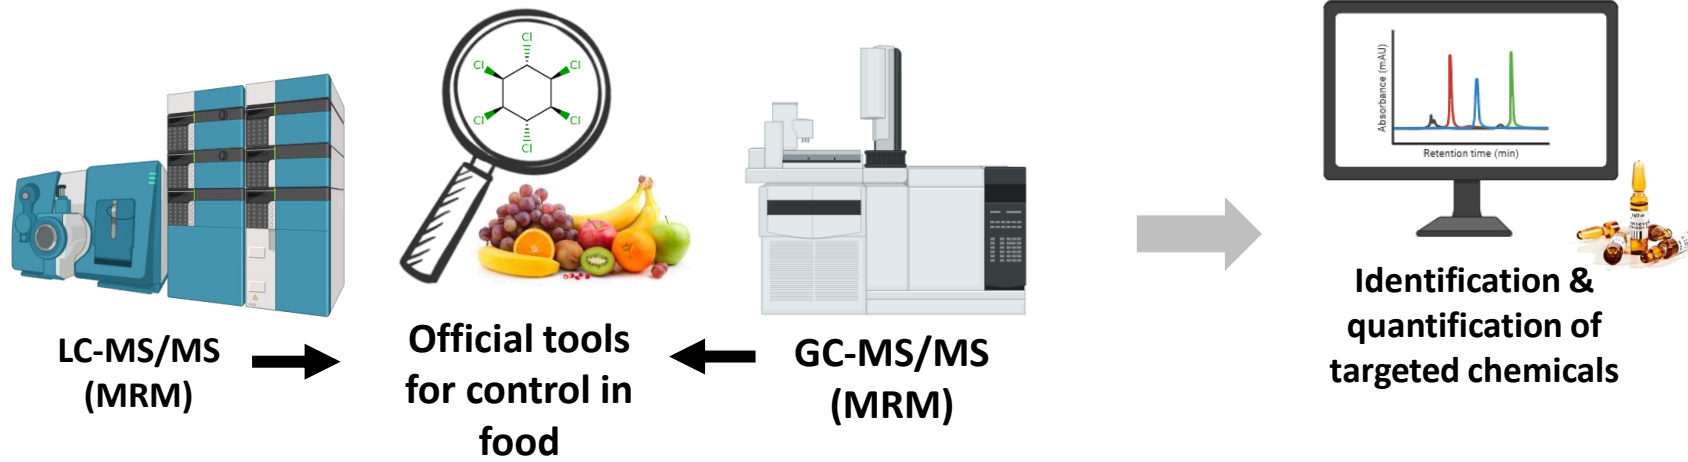 Cl
Cl
Cl
Cl
Cl
Cl
LC-MS/MS
(MRM)
Official tools
for control in
food
GC-MS/MS
(MRM)
Absorbance (mAU)
Retention time (min)
Identification &
quantification of
targeted chemicals